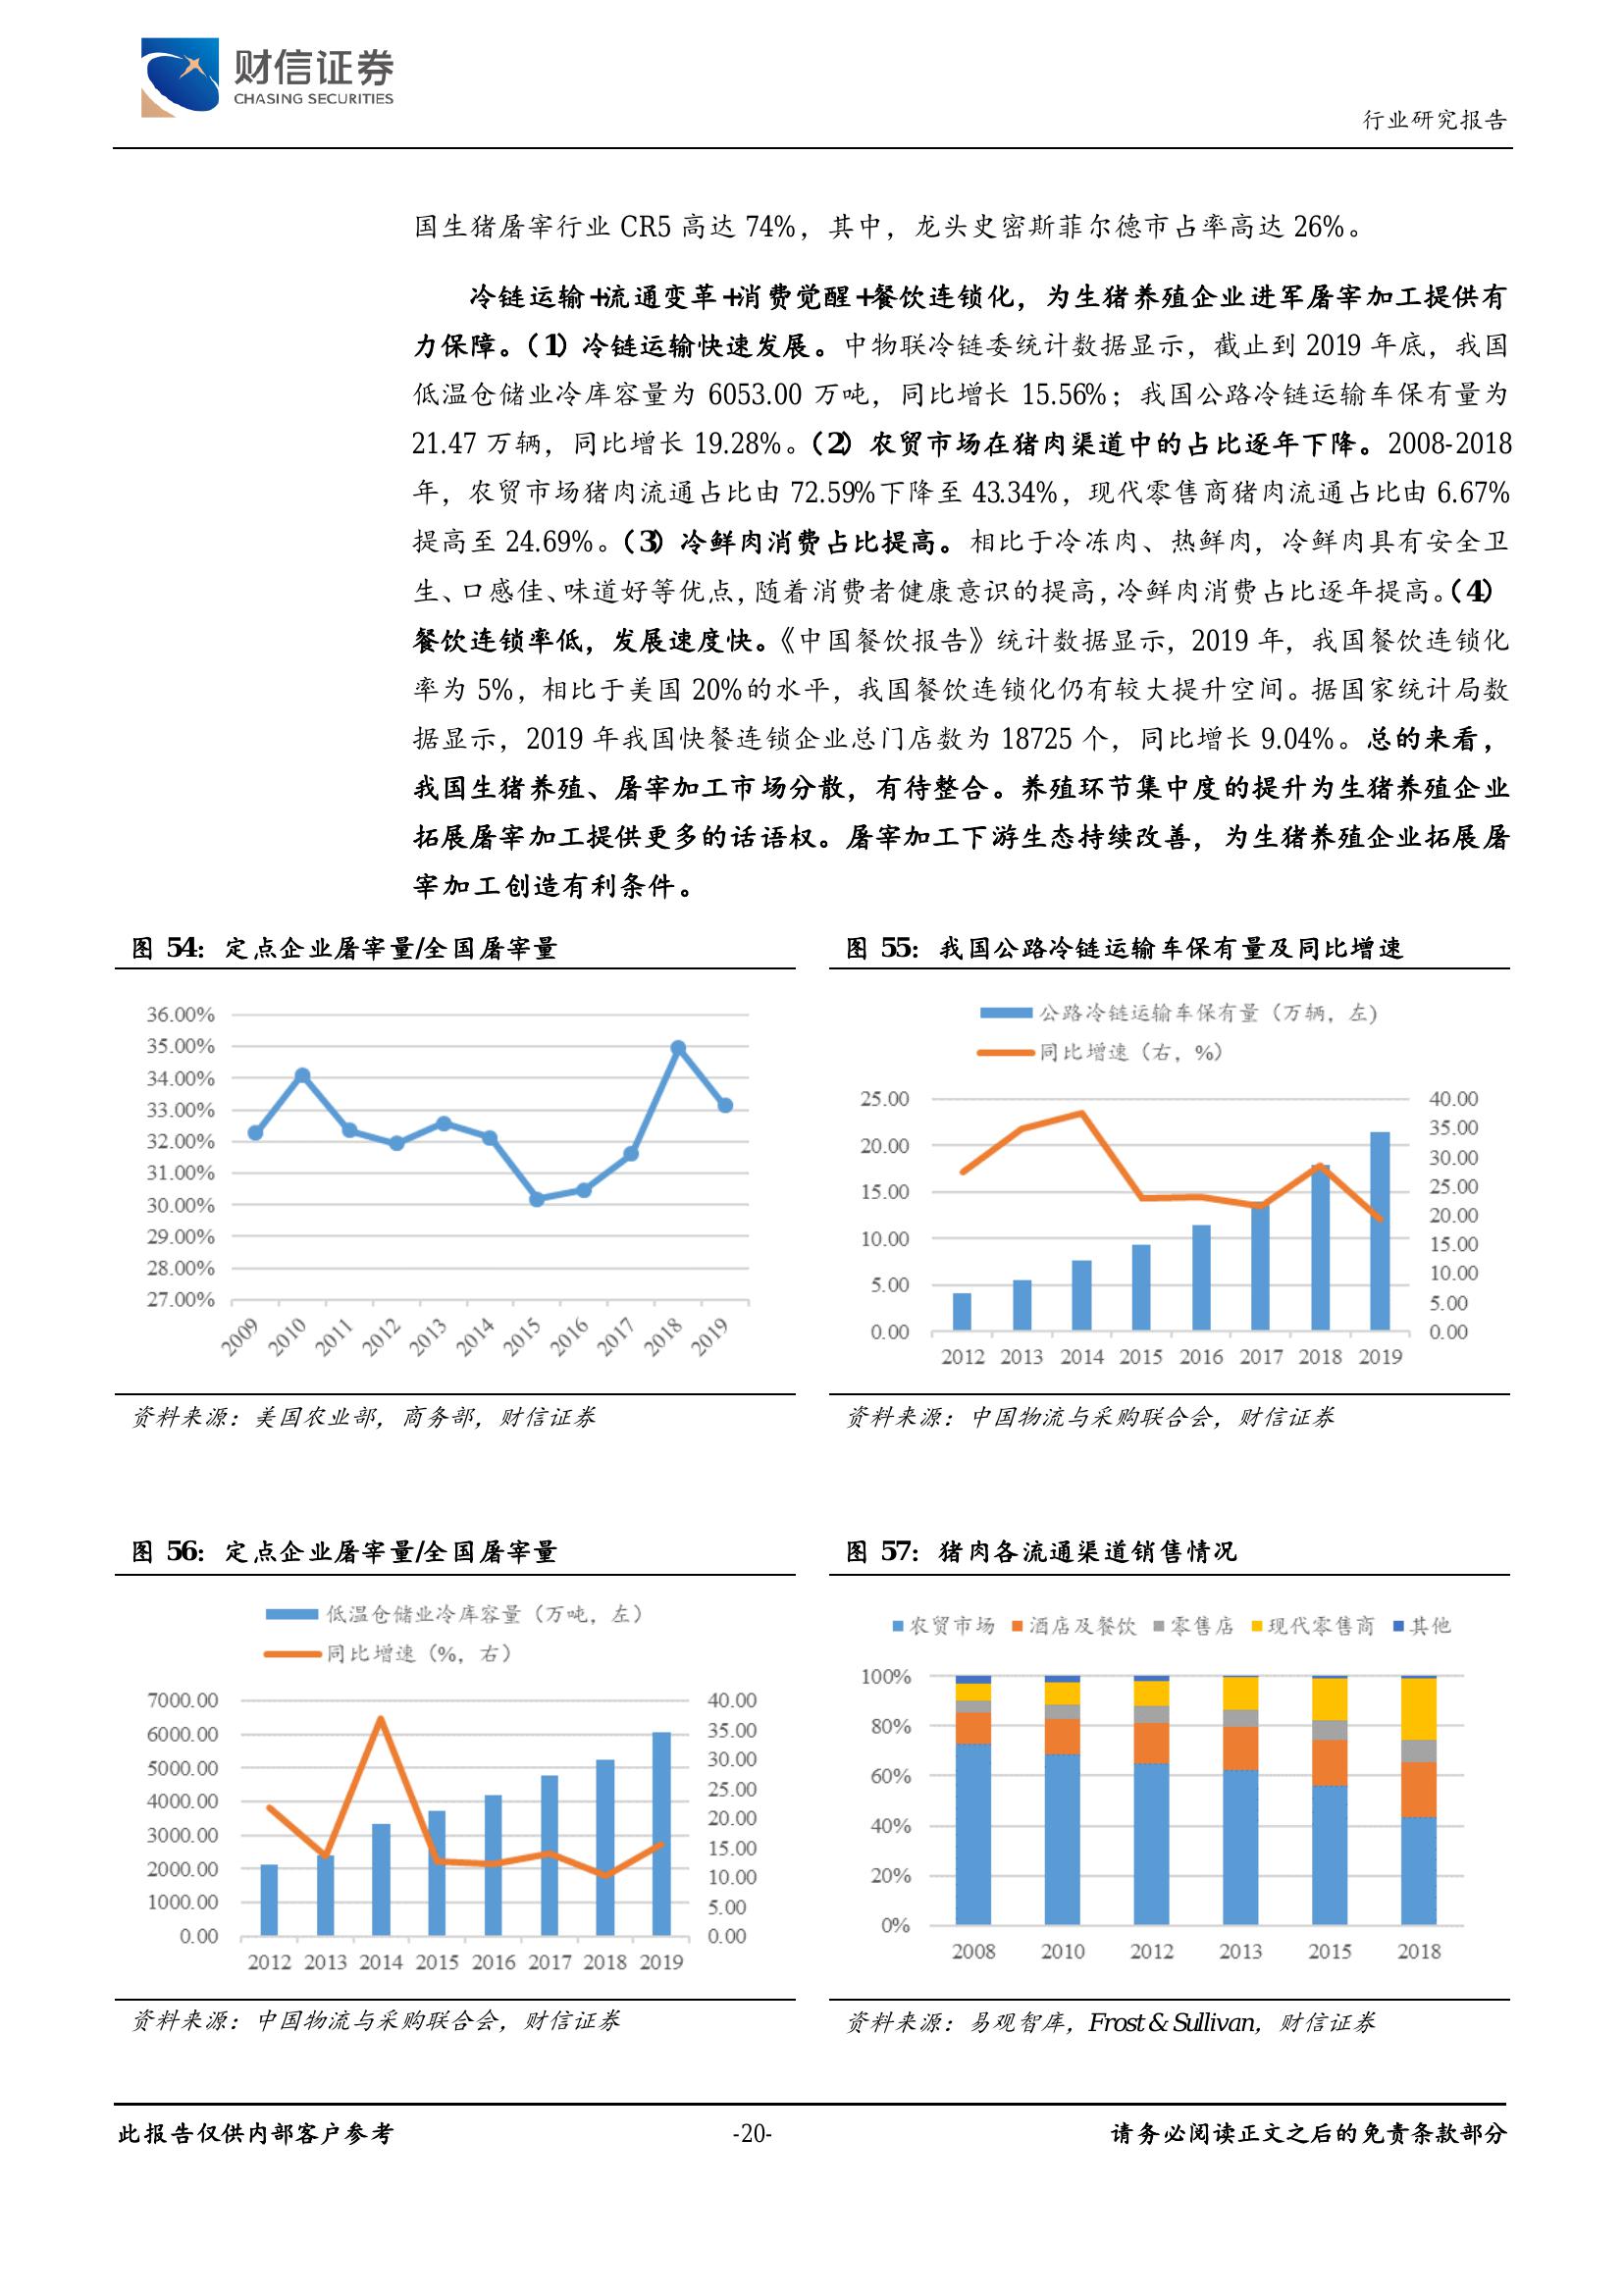 财信证券
CHASING SECURITIES
行业研究报告
国生猪屠宰行业 CR5 高达 74%，其中，龙头史密斯菲尔德市占率高达 26%。
冷链运输+流通变革+消费觉醒+餐饮连锁化，为生猪养殖企业进军屠宰加工提供有
力保障。（1）冷链运输快速发展。中物联冷链委统计数据显示，截止到 2019 年底，我国
低温仓储业冷库容量为 6053.00 万吨，同比增长 15.56%；我国公路冷链运输车保有量为
21.47 万辆，同比增长 19.28%。（2）农贸市场在猪肉渠道中的占比逐年下降。2008-2018
年，农贸市场猪肉流通占比由 72.59%下降至 43.34%，现代零售商猪肉流通占比由 6.67%
提高至 24.69%。（3）冷鲜肉消费占比提高。相比于冷冻肉、热鲜肉，冷鲜肉具有安全卫
生、口感佳、味道好等优点，随着消费者健康意识的提高，冷鲜肉消费占比逐年提高。（4）
餐饮连锁率低，发展速度快。《中国餐饮报告》统计数据显示，2019 年，我国餐饮连锁化
率为 5%，相比于美国 20%的水平，我国餐饮连锁化仍有较大提升空间。据国家统计局数
据显示，2019 年我国快餐连锁企业总门店数为 18725 个，同比增长 9.04%。总的来看，
我国生猪养殖、屠宰加工市场分散，有待整合。养殖环节集中度的提升为生猪养殖企业
拓展屠宰加工提供更多的话语权。屠宰加工下游生态持续改善，为生猪养殖企业拓展屠
宰加工创造有利条件。
图 54：定点企业屠宰量/全国屠宰量
36.00%
35.00%
34.00%
33.00%
32.00%
31.00%
30.00%
29.00%
28.00%
27.00%
2009 2010 2011 2012 2013 2014 2015 2016 2017 2018 2019
资料来源：美国农业部，商务部，财信证券
图 55：我国公路冷链运输车保有量及同比增速
公路冷链运输车保有量（万辆，左）
同比增速（右，%）
25.00 40.00
35.00
20.00
30.00
15.00 25.00
20.00
10.00
15.00
5.00 10.00
5.00
0.00 0.00
2012 2013 2014 2015 2016 2017 2018 2019
资料来源：中国物流与采购联合会，财信证券
图 56：定点企业屠宰量/全国屠宰量
低温仓储业冷库容量（万吨，左）
同比增速（%，右）
7000.00 40.00
6000.00 35.00
5000.00 30.00
4000.00 25.00
3000.00 20.00
2000.00 15.00
1000.00 10.00
5.00
0.00 0.00
2012 2013 2014 2015 2016 2017 2018 2019
资料来源：中国物流与采购联合会，财信证券
图 57：猪肉各流通渠道销售情况
农贸市场 酒店及餐饮 零售店 现代零售商 其他
100%
80%
60%
40%
20%
0%
2008 2010 2012 2013 2015 2018
资料来源：易观智库，Frost & Sullivan，财信证券
此报告仅供内部客户参考
-20-
请务必阅读正文之后的免责条款部分